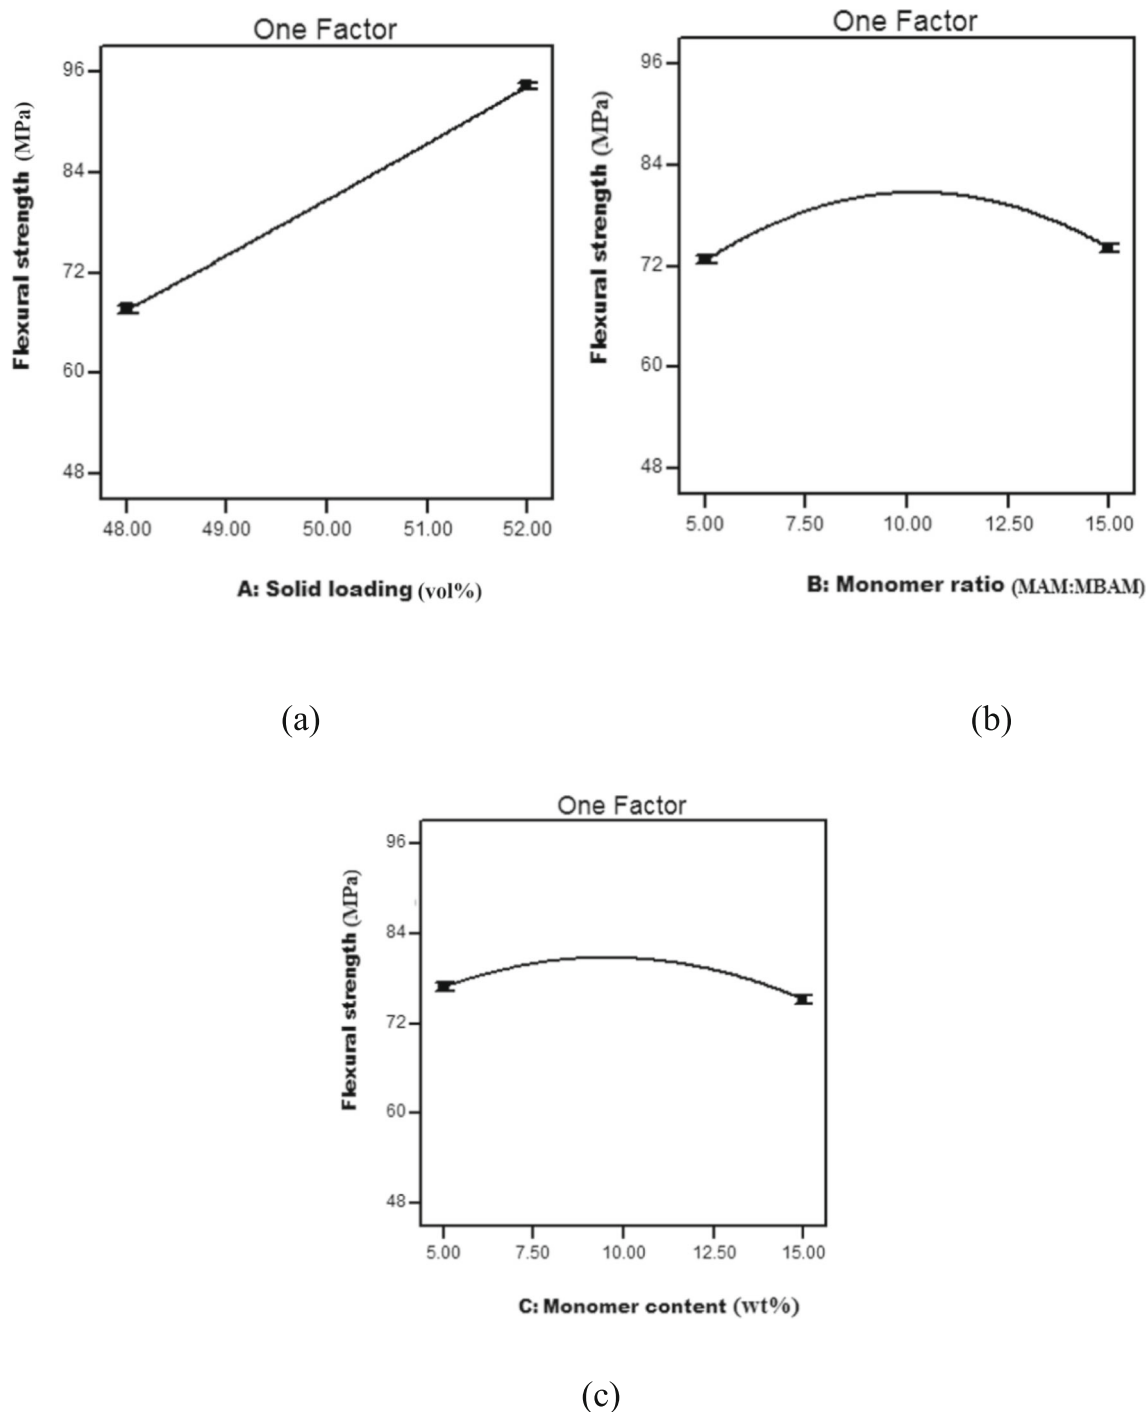 One Factor
96
84
72
60
48
Flexural strength (MPa)
48.00 49.00 50.00 51.00 52.00
A: Solid loading (vol%)
(a)
One Factor
96
84
72
60
48
Flexural strength (MPa)
5.00 7.50 10.00 12.50 15.00
B: Monomer ratio (MAM:MBAM)
(b)
One Factor
96
84
72
60
48
Flexural strength (MPa)
5.00 7.50 10.00 12.50 15.00
C: Monomer content (wt%)
(c)